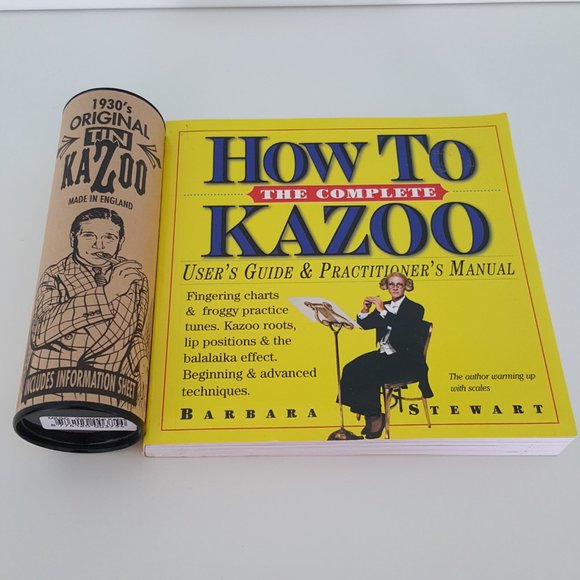 1930's
ORIGINAL
TIN
KAZOO
MADE IN ENGLAND
INCLUDES INFORMATION SHEET
HOW TO
THE COMPLETE
KAZOO
USER'S GUIDE & PRACTITIONER'S MANUAL
Fingering charts
& froggy practice
tunes. Kazoo roots,
lip positions & the
balalaika effect.
Beginning & advanced
techniques.
The author warming up
with scales
BARBARA STEWART